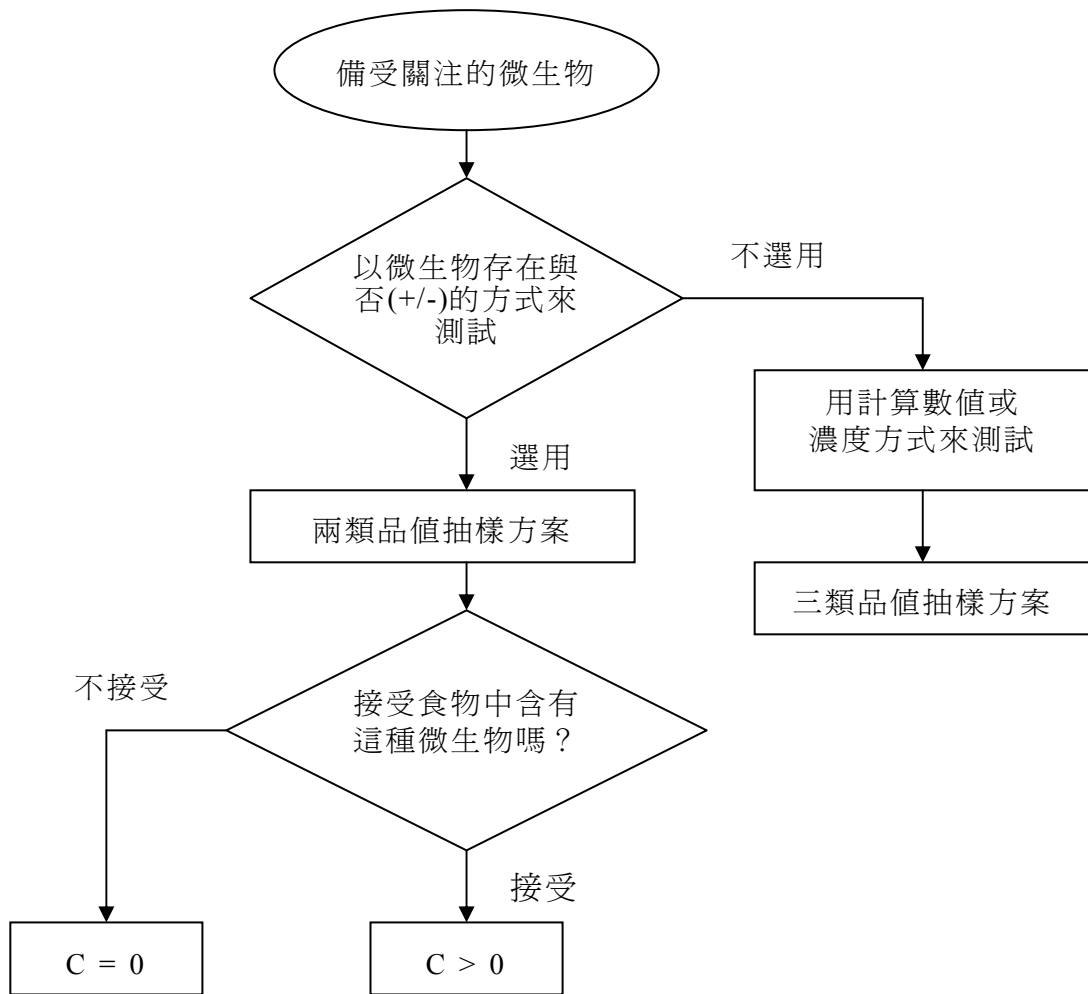 備受關注的微生物
以微生物存在與
否(+/-)的方式來
測試
不選用
用計算數值或
濃度方式來測試
選用
兩類品值抽樣方案
三類品值抽樣方案
不接受
接受食物中含有
這種微生物嗎？
接受
C = 0
C > 0